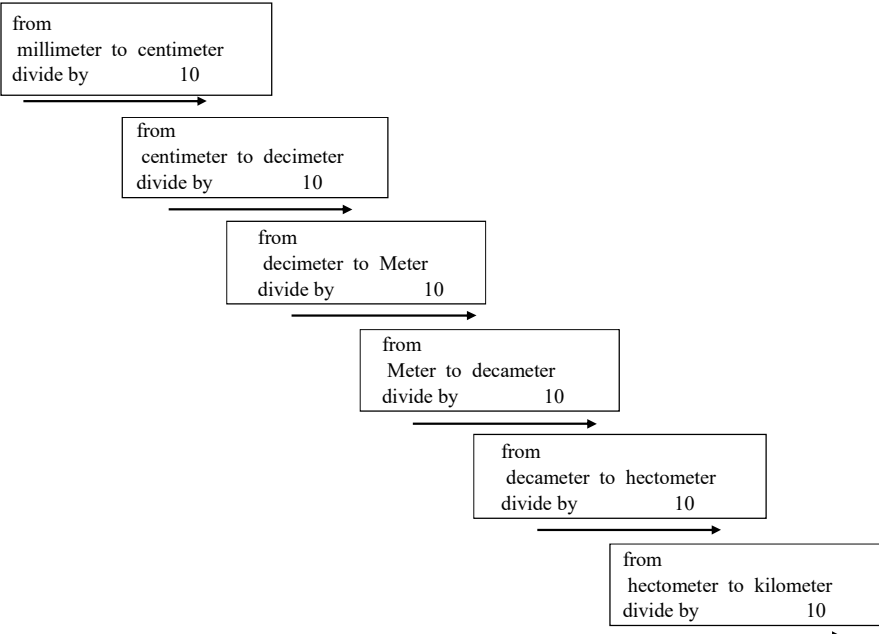 from
millimeter to centimeter
divide by 10
from
centimeter to decimeter
divide by 10
from
decimeter to Meter
divide by 10
from
Meter to decameter
divide by 10
from
decameter to hectometer
divide by 10
from
hectometer to kilometer
divide by 10